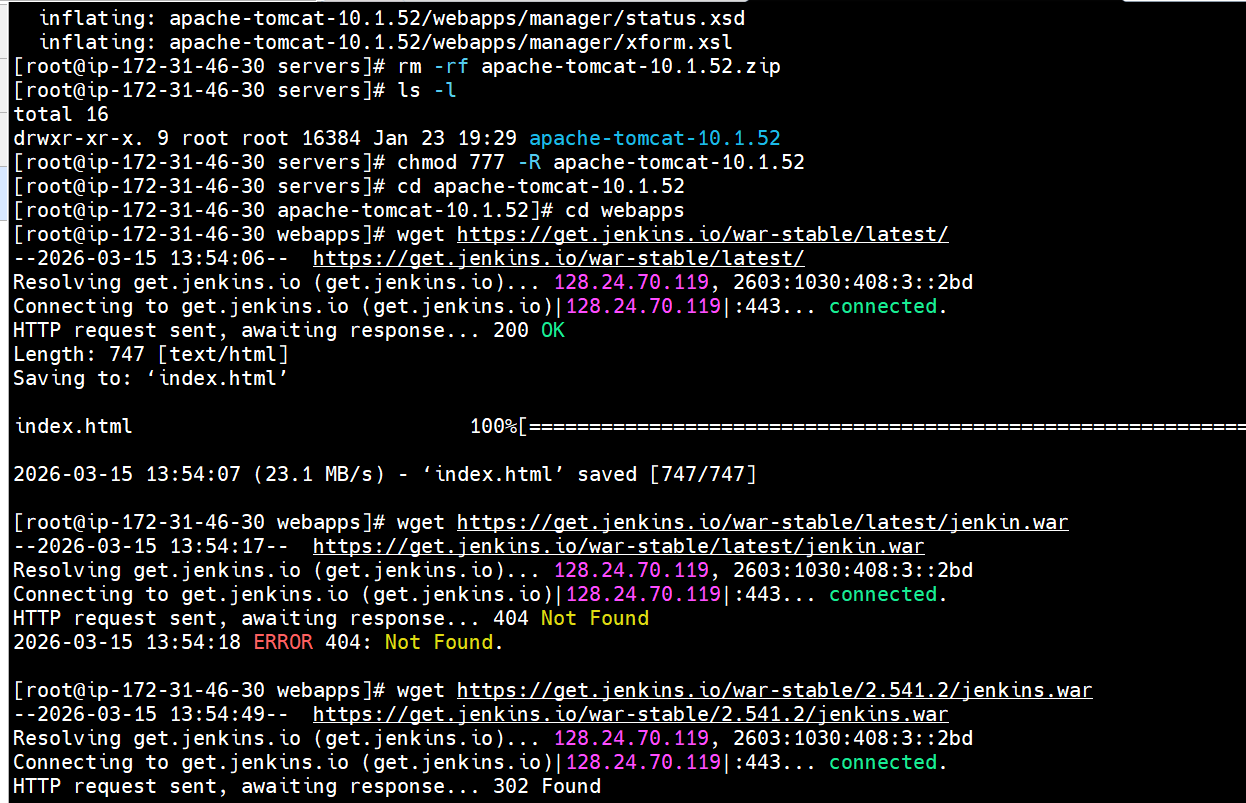 inflating: apache-tomcat-10.1.52/webapps/manager/status.xsd
inflating: apache-tomcat-10.1.52/webapps/manager/xform.xsl
[root@ip-172-31-46-30 servers]# rm -rf apache-tomcat-10.1.52.zip
[root@ip-172-31-46-30 servers]# ls -l
total 16
drwxr-xr-x. 9 root root 16384 Jan 23 19:29 apache-tomcat-10.1.52
[root@ip-172-31-46-30 servers]# chmod 777 -R apache-tomcat-10.1.52
[root@ip-172-31-46-30 servers]# cd apache-tomcat-10.1.52
[root@ip-172-31-46-30 apache-tomcat-10.1.52]# cd webapps
[root@ip-172-31-46-30 webapps]# wget https://get.jenkins.io/war-stable/latest/
--2026-03-15 13:54:06--  https://get.jenkins.io/war-stable/latest/
Resolving get.jenkins.io (get.jenkins.io)... 128.24.70.119, 2603:1030:408:3::2bd
Connecting to get.jenkins.io (get.jenkins.io)|128.24.70.119|:443... connected.
HTTP request sent, awaiting response... 200 OK
Length: 747 [text/html]
Saving to: ‘index.html’
index.html 100%[============================================================
2026-03-15 13:54:07 (23.1 MB/s) - ‘index.html’ saved [747/747]
[root@ip-172-31-46-30 webapps]# wget https://get.jenkins.io/war-stable/latest/jenkin.war
--2026-03-15 13:54:17--  https://get.jenkins.io/war-stable/latest/jenkin.war
Resolving get.jenkins.io (get.jenkins.io)... 128.24.70.119, 2603:1030:408:3::2bd
Connecting to get.jenkins.io (get.jenkins.io)|128.24.70.119|:443... connected.
HTTP request sent, awaiting response... 404 Not Found
2026-03-15 13:54:18 ERROR 404: Not Found.
[root@ip-172-31-46-30 webapps]# wget https://get.jenkins.io/war-stable/2.541.2/jenkins.war
--2026-03-15 13:54:49--  https://get.jenkins.io/war-stable/2.541.2/jenkins.war
Resolving get.jenkins.io (get.jenkins.io)... 128.24.70.119, 2603:1030:408:3::2bd
Connecting to get.jenkins.io (get.jenkins.io)|128.24.70.119|:443... connected.
HTTP request sent, awaiting response... 302 Found